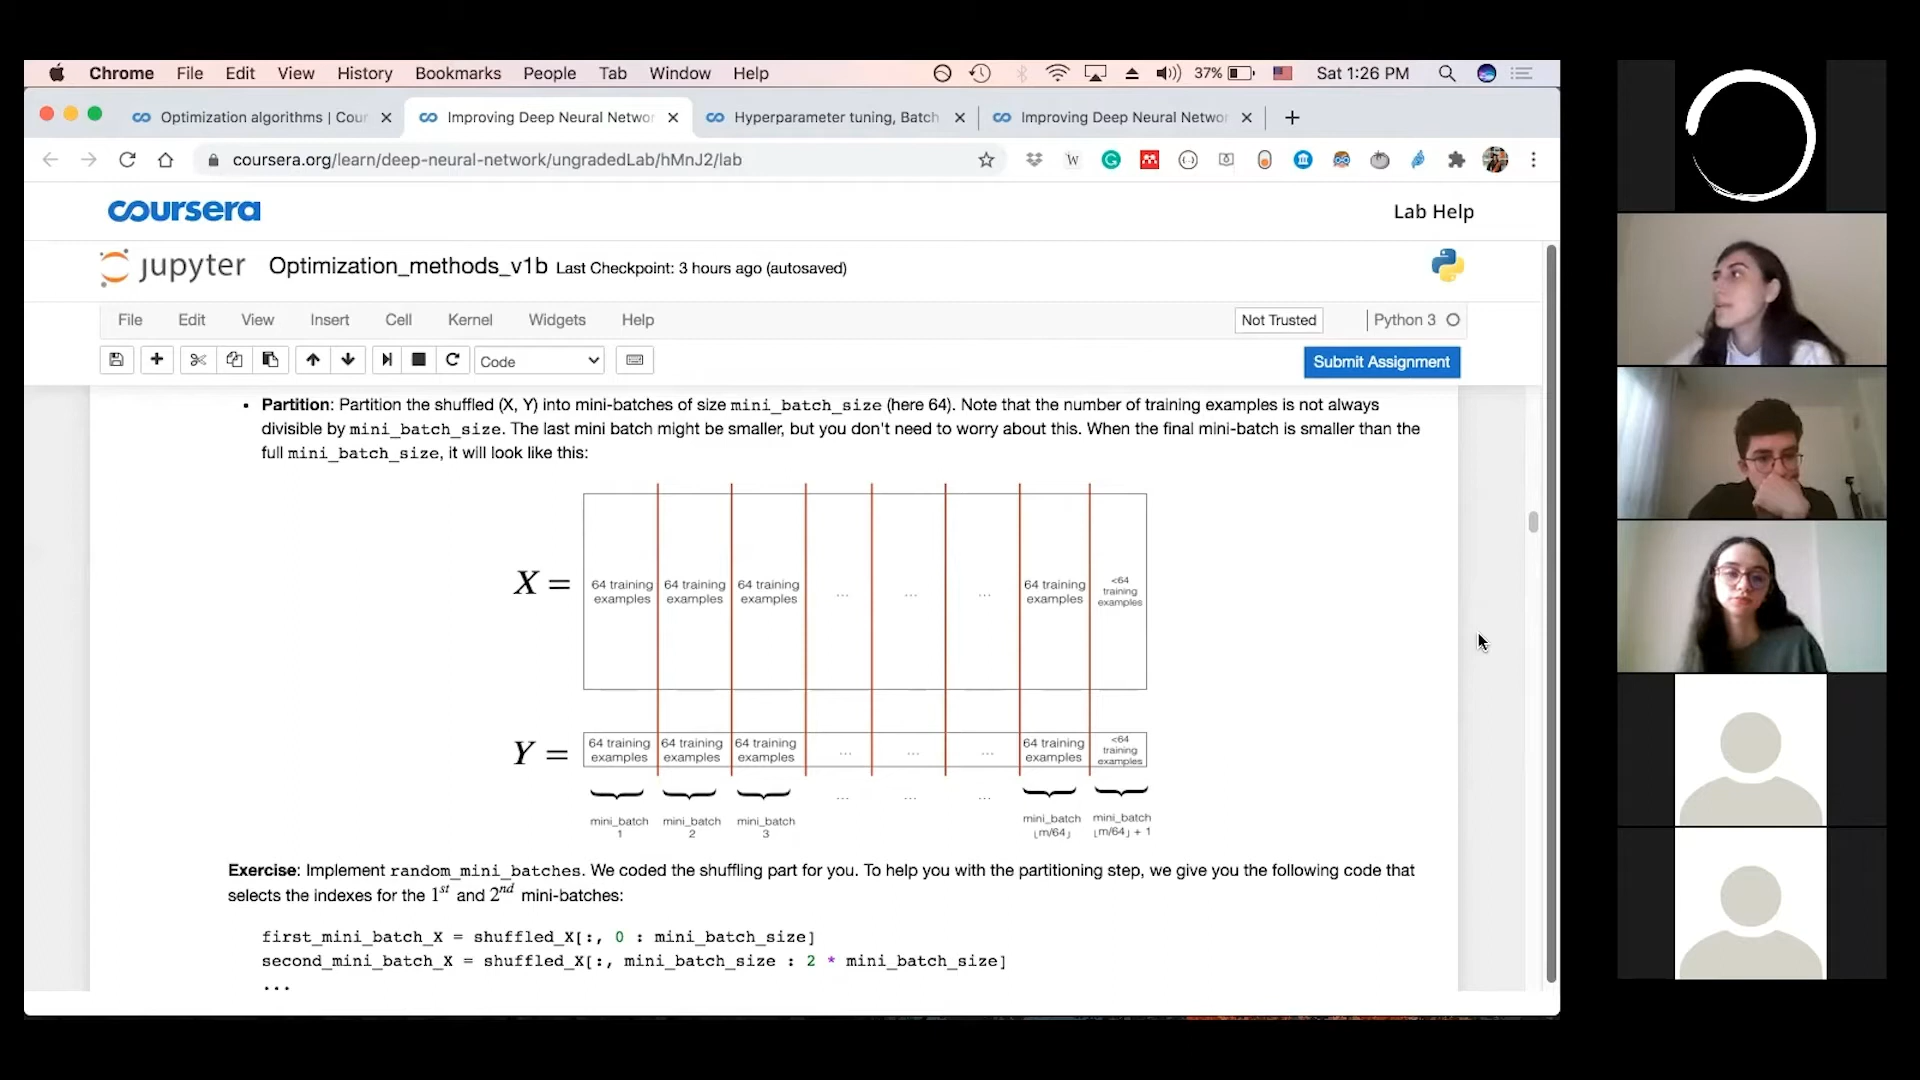 Chrome File Edit View History Bookmarks People Tab Window Help 37% Sat 1:26 PM
Optimization algorithms | Cour Improving Deep Neural Networ Hyperparameter tuning, Batch Improving Deep Neural Networ
coursera.org/learn/deep-neural-network/ungradedLab/hMnJ2/lab
coursera Lab Help
jupyter Optimization_methods_v1b Last Checkpoint: 3 hours ago (autosaved)
File Edit View Insert Cell Kernel Widgets Help Not Trusted Python 3
Code Submit Assignment
• Partition: Partition the shuffled (X, Y) into mini-batches of size mini_batch_size (here 64). Note that the number of training examples is not always
divisible by mini_batch_size. The last mini batch might be smaller, but you don't need to worry about this. When the final mini-batch is smaller than the
full mini_batch_size, it will look like this:
X = 64 training examples 64 training examples 64 training examples ... ... ... 64 training examples <64 training examples
Y = 64 training examples 64 training examples 64 training examples ... ... ... 64 training examples <64 training examples
... ... ...
mini_batch 1 mini_batch 2 mini_batch 3 mini_batch ⌊m/64⌋ mini_batch ⌊m/64⌋ + 1
Exercise: Implement random_mini_batches. We coded the shuffling part for you. To help you with the partitioning step, we give you the following code that
selects the indexes for the 1st and 2nd mini-batches:
first_mini_batch_X = shuffled_X[:, 0 : mini_batch_size]
second_mini_batch_X = shuffled_X[:, mini_batch_size : 2 * mini_batch_size]
...